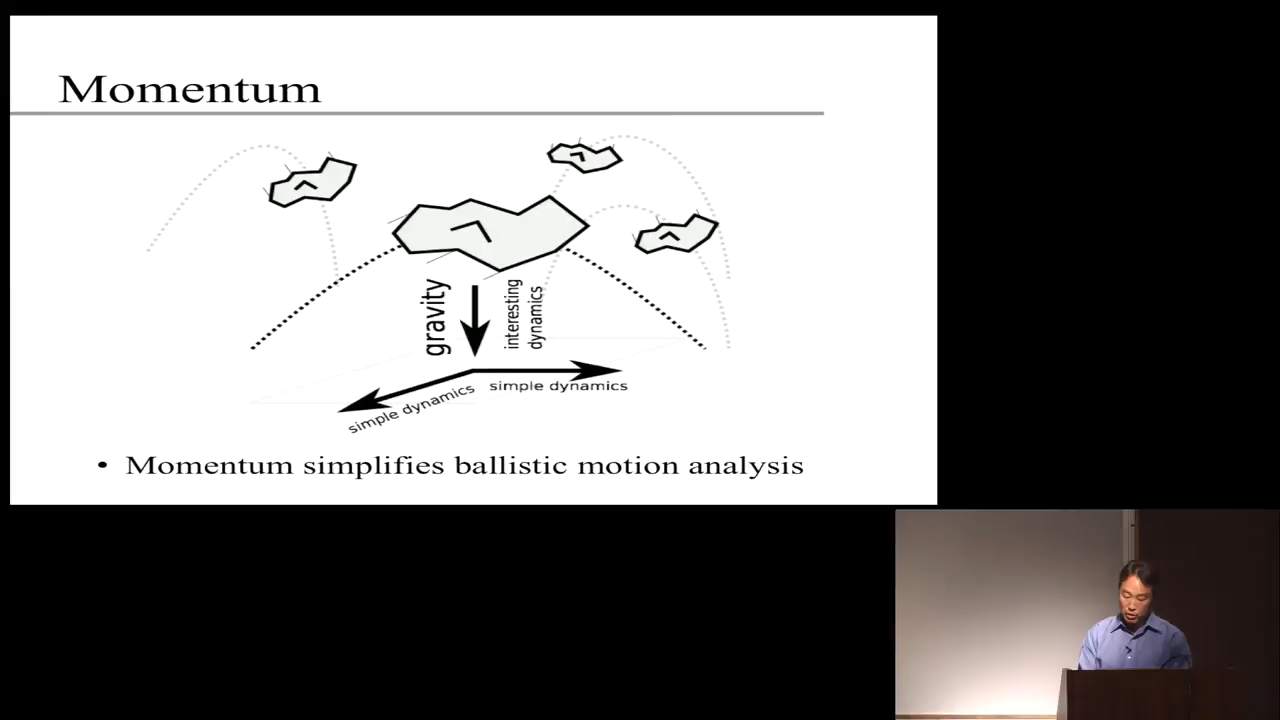 Momentum
gravity
interesting
dynamics
simple dynamics
simple dynamics
• Momentum simplifies ballistic motion analysis